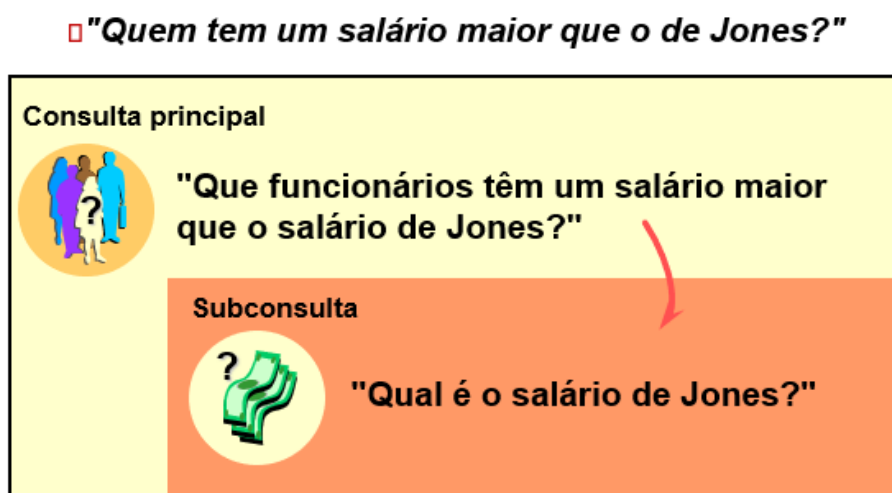 "Quem tem um salário maior que o de Jones?"
Consulta principal
"Que funcionários têm um salário maior
que o salário de Jones?"
?
Subconsulta
?
"Qual é o salário de Jones?"